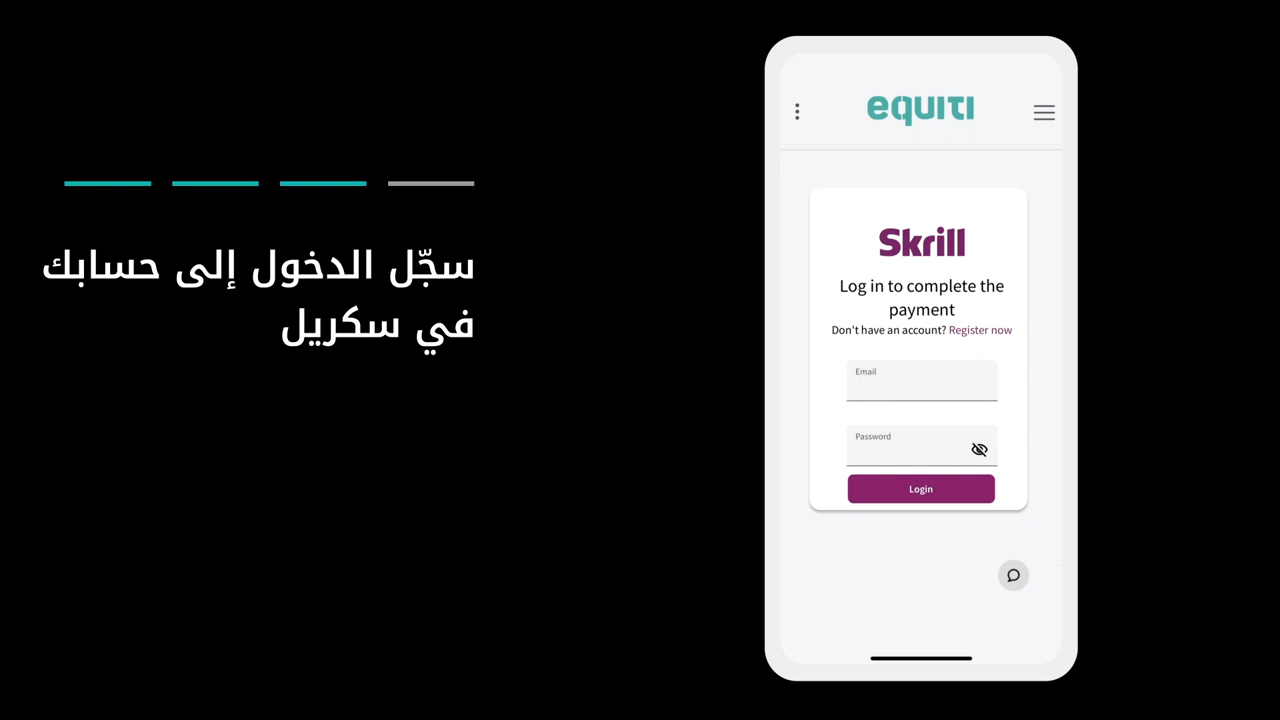 سجّل الدخول إلى حسابك
في سكريل
equiti
Skrill
Log in to complete the
payment
Don't have an account? Register now
Email
Password
Login